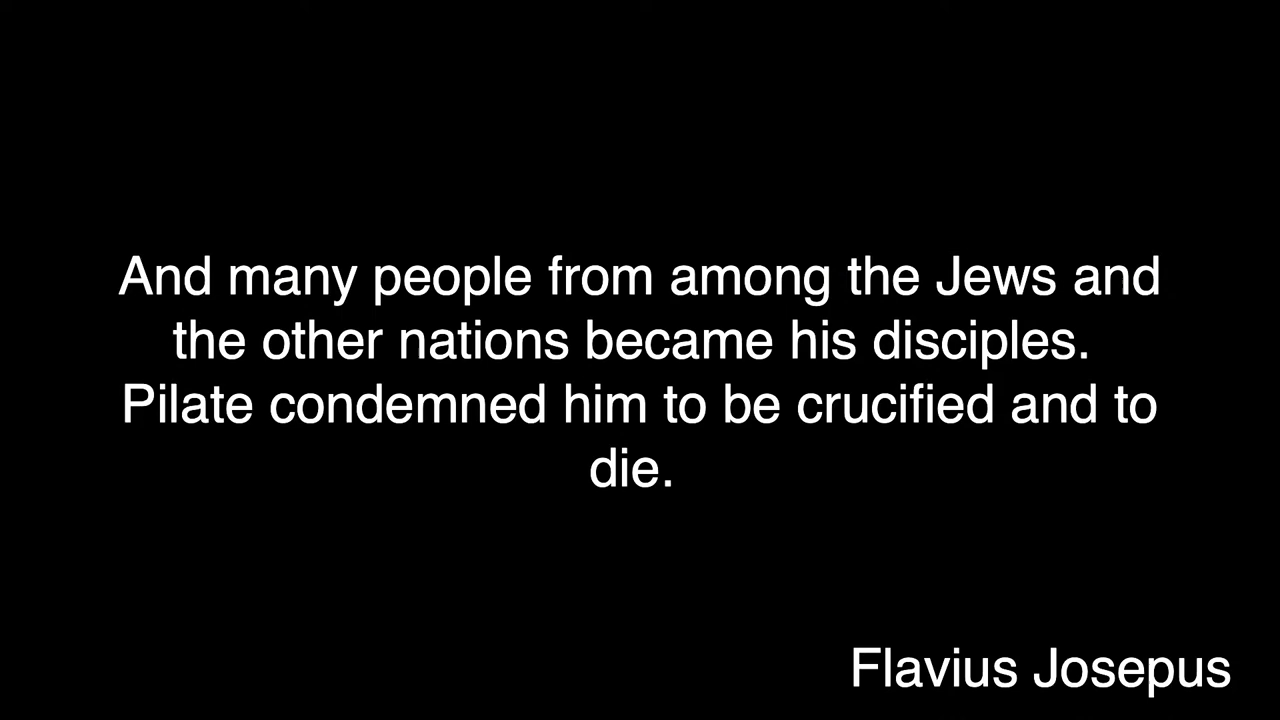 And many people from among the Jews and
the other nations became his disciples.
Pilate condemned him to be crucified and to
die.
Flavius Josepus